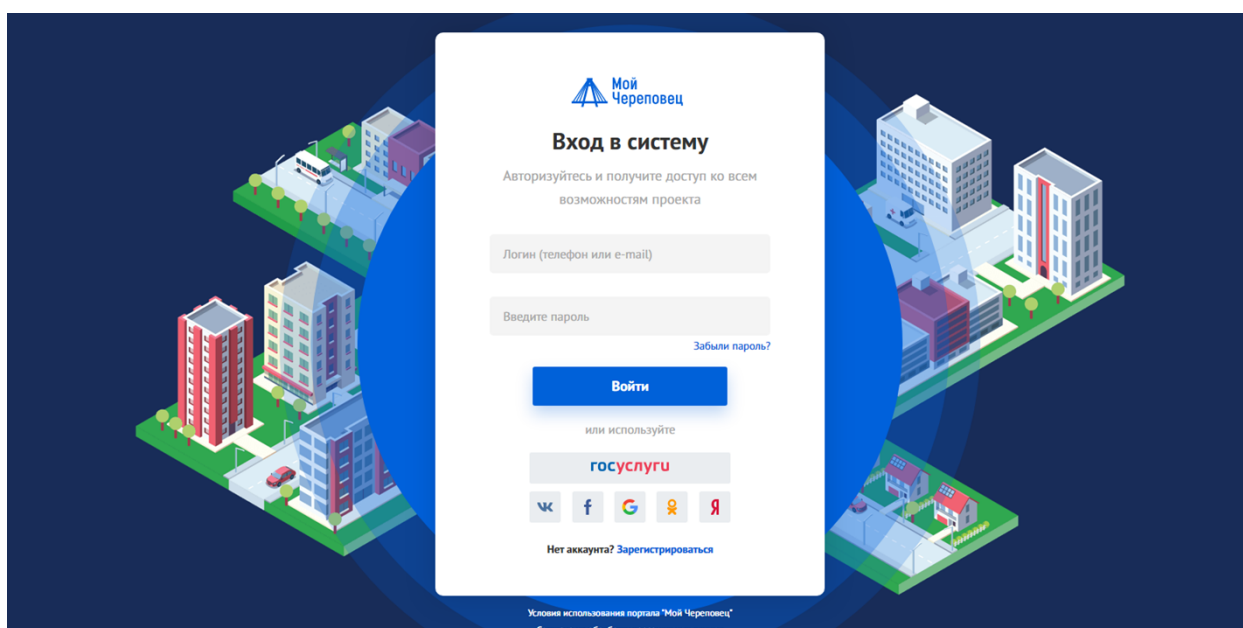 Мой
Череповец
Вход в систему
Авторизуйтесь и получите доступ ко всем
возможностям проекта
Логин (телефон или e-mail)
Введите пароль
Забыли пароль?
Войти
или используйте
госуслуги
Нет аккаунта? Зарегистрироваться
Условия использования портала "Мой Череповец"